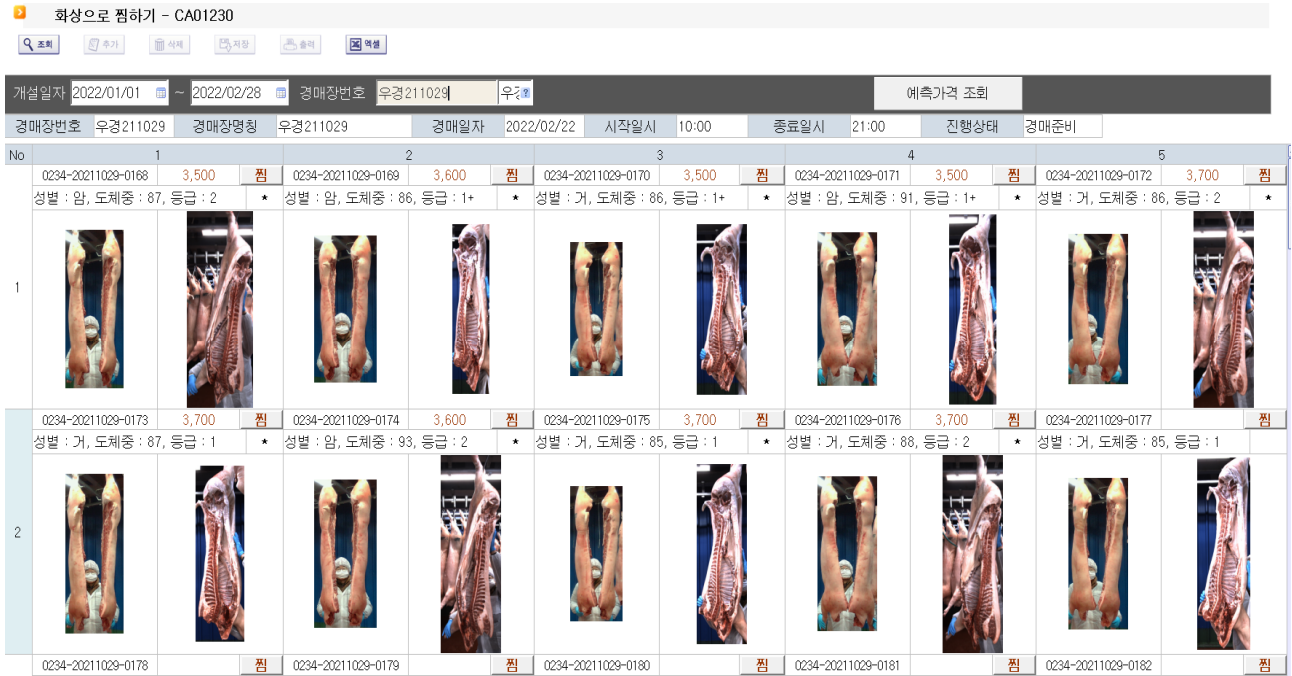 화상으로 찜하기 - CA01230
조회 추가 삭제 저장 출력 엑셀
개설일자 2022/01/01 ~ 2022/02/28 경매장번호 우경211029 우경 예측가격 조회
경매장번호 우경211029 경매장명칭 우경211029 경매일자 2022/02/22 시작일시 10:00 종료일시 21:00 진행상태 경매준비
No 1 2 3 4 5
0234-20211029-0168 3,500 찜 0234-20211029-0169 3,600 찜 0234-20211029-0170 3,500 찜 0234-20211029-0171 3,500 찜 0234-20211029-0172 3,700 찜
성별 : 암, 도체중 : 87, 등급 : 2 * 성별 : 암, 도체중 : 86, 등급 : 1+ * 성별 : 거, 도체중 : 86, 등급 : 1+ * 성별 : 암, 도체중 : 91, 등급 : 1+ * 성별 : 거, 도체중 : 86, 등급 : 2 *
1
0234-20211029-0173 3,700 찜 0234-20211029-0174 3,600 찜 0234-20211029-0175 3,700 찜 0234-20211029-0176 3,700 찜 0234-20211029-0177 찜
성별 : 거, 도체중 : 87, 등급 : 1 * 성별 : 암, 도체중 : 93, 등급 : 2 * 성별 : 거, 도체중 : 85, 등급 : 1 * 성별 : 거, 도체중 : 88, 등급 : 2 * 성별 : 거, 도체중 : 85, 등급 : 1
2
0234-20211029-0178 찜 0234-20211029-0179 찜 0234-20211029-0180 찜 0234-20211029-0181 찜 0234-20211029-0182 찜